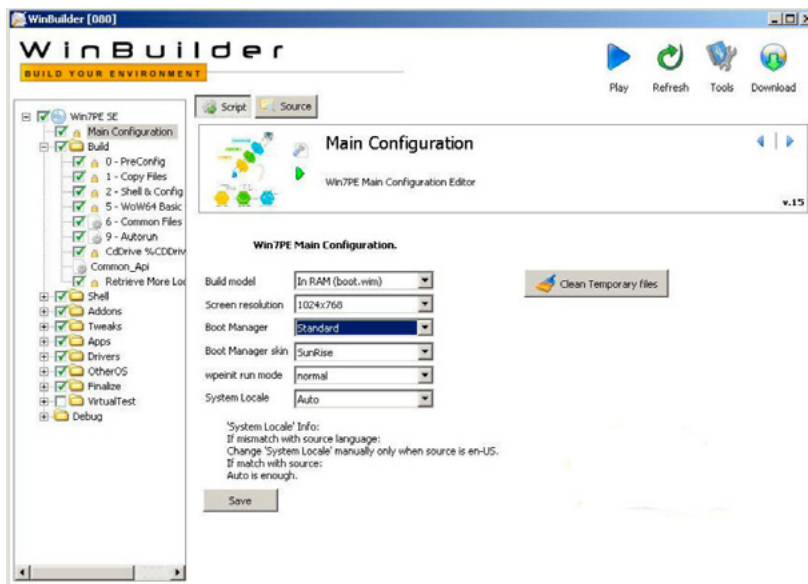 WinBuilder [080]
WinBuilder
BUILD YOUR ENVIRONMENT
Play
Refresh
Tools
Download
Script
Source
Win7PE SE
Main Configuration
Build
0 - PreConfig
1 - Copy Files
2 - Shell & Config
5 - WoW64 Basic
6 - Common Files
9 - Autorun
CdDrive %CDDriv
Common_Api
Retrieve More Loc
Shell
Addons
Tweaks
Apps
Drivers
OtherOS
Finalize
VirtualTest
Debug
Main Configuration
Win7PE Main Configuration Editor
v.15
Win7PE Main Configuration.
Build model
In RAM (boot.wim)
Clean Temporary files
Screen resolution
1024x768
Boot Manager
Standard
Boot Manager skin
SunRise
wpeinit run mode
normal
System Locale
Auto
'System Locale' Info:
If mismatch with source language:
Change 'System Locale' manually only when source is en-US.
If match with source:
Auto is enough.
Save